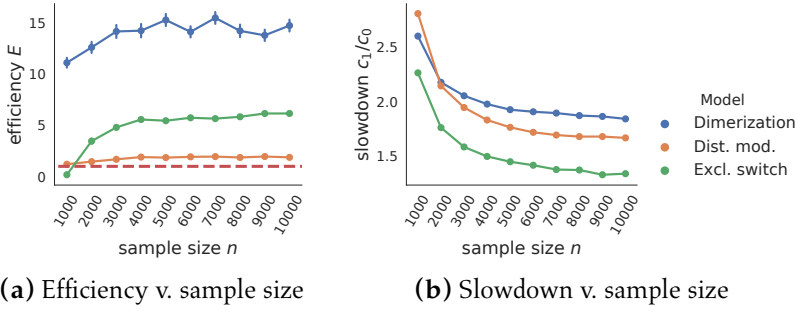 15
10
5
0
efficiency E
1000
2000
3000
4000
5000
6000
7000
8000
9000
10000
sample size n
(a) Efficiency v. sample size
2.5
2.0
1.5
slowdown c1/c0
1000
2000
3000
4000
5000
6000
7000
8000
9000
10000
sample size n
(b) Slowdown v. sample size
Model
Dimerization
Dist. mod.
Excl. switch